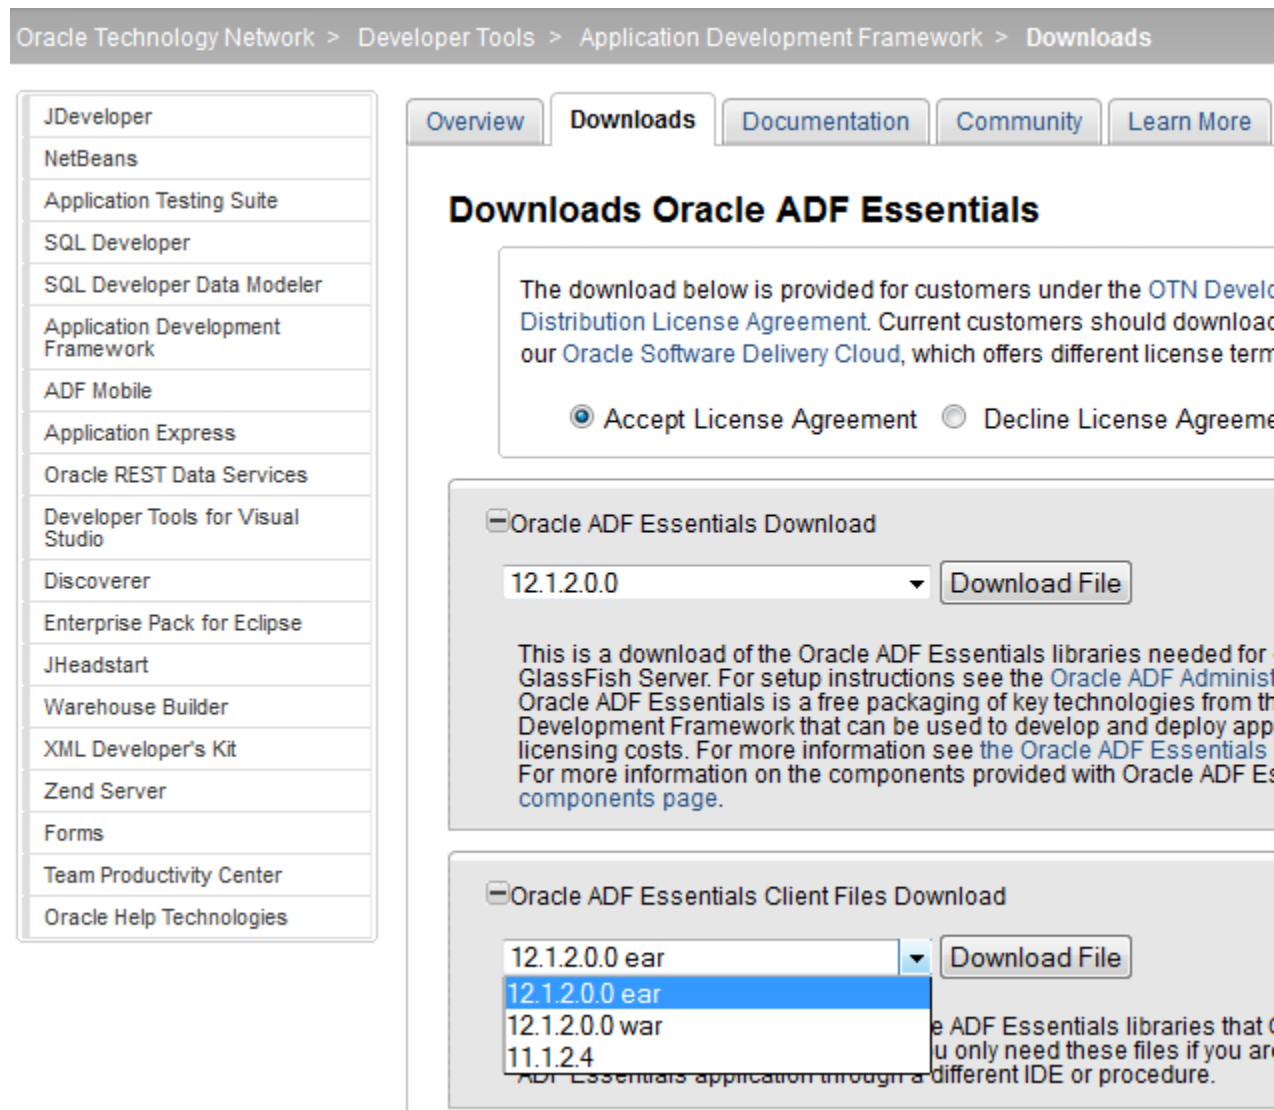 Oracle Technology Network > Developer Tools > Application Development Framework > Downloads
JDeveloper
NetBeans
Application Testing Suite
SQL Developer
SQL Developer Data Modeler
Application Development
Framework
ADF Mobile
Application Express
Oracle REST Data Services
Developer Tools for Visual
Studio
Discoverer
Enterprise Pack for Eclipse
JHeadstart
Warehouse Builder
XML Developer's Kit
Zend Server
Forms
Team Productivity Center
Oracle Help Technologies
Overview Downloads Documentation Community Learn More
Downloads Oracle ADF Essentials
The download below is provided for customers under the OTN
Distribution License Agreement. Current customers should
our Oracle Software Delivery Cloud, which offers different license
Accept License Agreement Decline License
Oracle ADF Essentials Download
12.1.2.0.0 Download File
This is a download of the Oracle ADF Essentials libraries needed for
GlassFish Server. For setup instructions see the Oracle ADF
Oracle ADF Essentials is a free packaging of key technologies from
Development Framework that can be used to develop and deploy
licensing costs. For more information see the Oracle ADF Essentials
For more information on the components provided with Oracle ADF
components page.
Oracle ADF Essentials Client Files Download
12.1.2.0.0 ear Download File
12.1.2.0.0 ear
12.1.2.0.0 war
11.1.2.4
ADF Essentials libraries that
only need these files if you
ADF Essentials application through a different IDE or procedure.